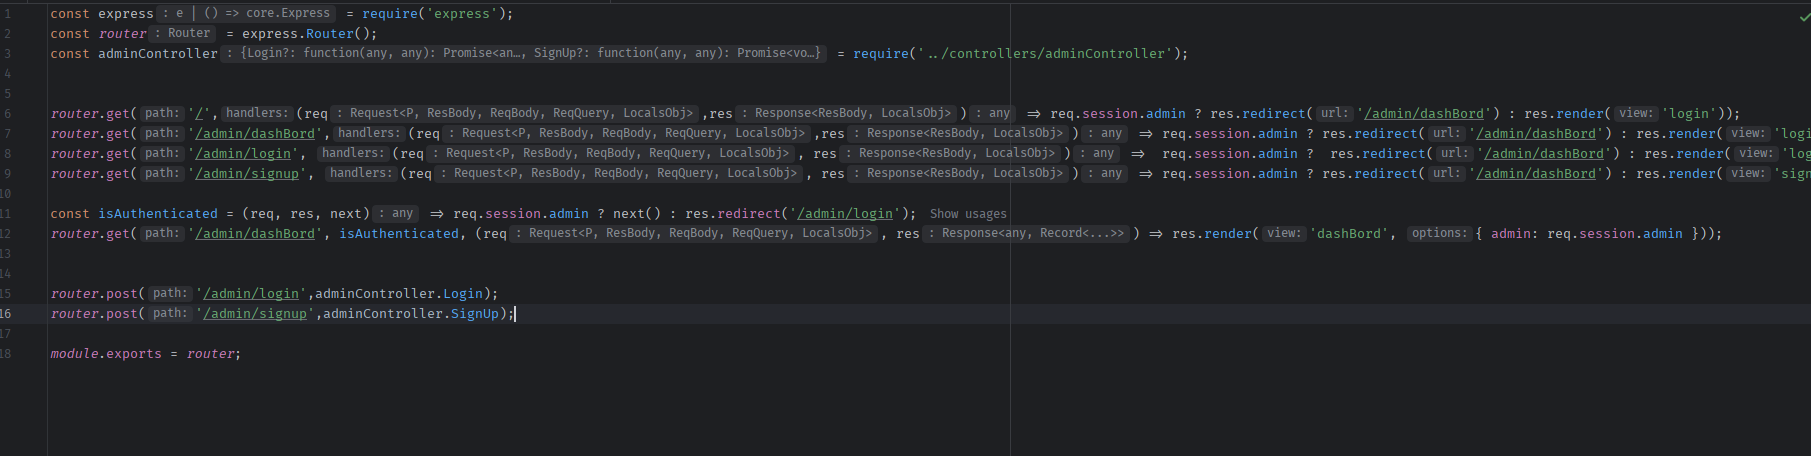 1 const express : e | () => core.Express = require('express');
2 const router : Router = express.Router();
3 const adminController : {Login?: function(any, any): Promise<an…, SignUp?: function(any, any): Promise<vo…} = require('../controllers/adminController');
4
5
6 router.get( path: '/', handlers: (req : Request<P, ResBody, ReqBody, ReqQuery, LocalsObj> ,res : Response<ResBody, LocalsObj> ) : any => req.session.admin ? res.redirect( url: '/admin/dashBord') : res.render( view: 'login'));
7 router.get( path: '/admin/dashBord', handlers: (req : Request<P, ResBody, ReqBody, ReqQuery, LocalsObj> ,res : Response<ResBody, LocalsObj> ) : any => req.session.admin ? res.redirect( url: '/admin/dashBord') : res.render( view: 'logi
8 router.get( path: '/admin/login', handlers: (req : Request<P, ResBody, ReqBody, ReqQuery, LocalsObj> , res : Response<ResBody, LocalsObj> ) : any => req.session.admin ? res.redirect( url: '/admin/dashBord') : res.render( view: 'log
9 router.get( path: '/admin/signup', handlers: (req : Request<P, ResBody, ReqBody, ReqQuery, LocalsObj> , res : Response<ResBody, LocalsObj> ) : any => req.session.admin ? res.redirect( url: '/admin/dashBord') : res.render( view: 'sign
10
11 const isAuthenticated = (req, res, next) : any => req.session.admin ? next() : res.redirect('/admin/login'); Show usages
12 router.get( path: '/admin/dashBord', isAuthenticated, (req : Request<P, ResBody, ReqBody, ReqQuery, LocalsObj> , res : Response<any, Record<...>> ) => res.render( view: 'dashBord', options: { admin: req.session.admin }));
13
14
15 router.post( path: '/admin/login',adminController.Login);
16 router.post( path: '/admin/signup',adminController.SignUp);
17
18 module.exports = router;